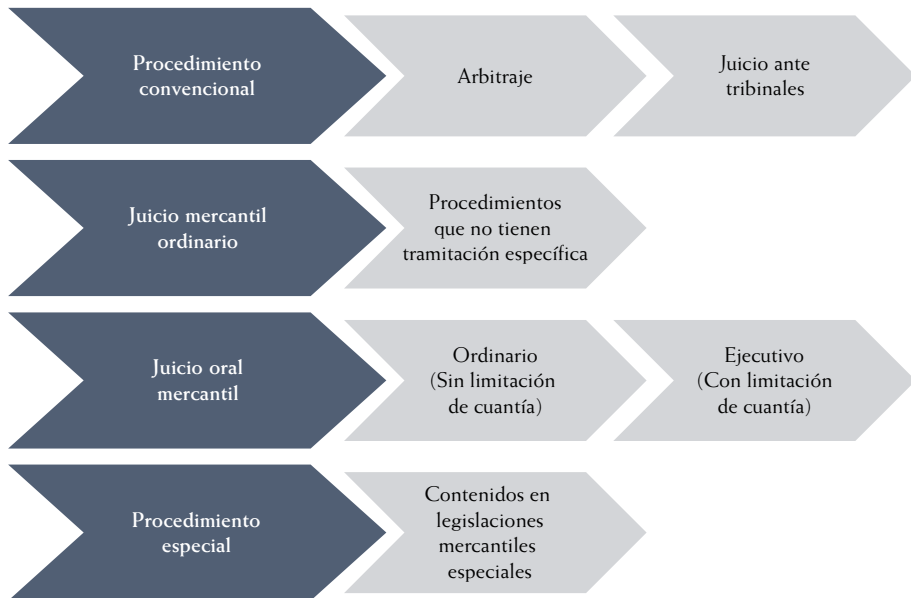 Procedimiento
convencional
Arbitraje
Juicio ante
tribinales
Juicio mercantil
ordinario
Procedimientos
que no tienen
tramitación específica
Juicio oral
mercantil
Ordinario
(Sin limitación
de cuantía)
Ejecutivo
(Con limitación
de cuantía)
Procedimiento
especial
Contenidos en
legislaciones
mercantiles
especiales